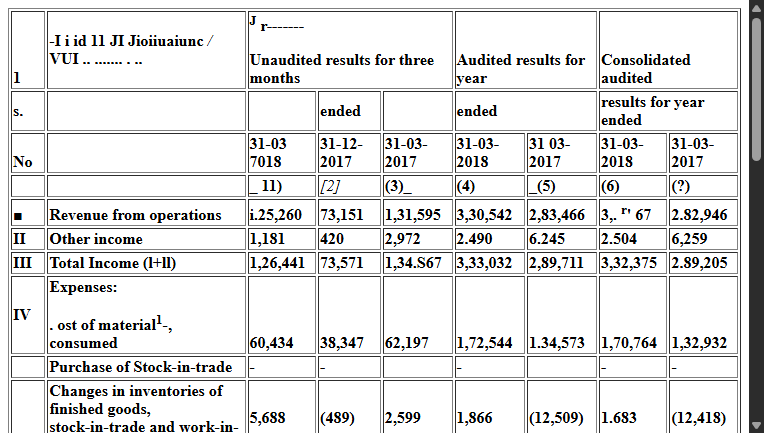 J r-------
-I i id 11 JI Jioiiuaiunc /
VUI .. ....... . ..
1
Unaudited results for three months
Audited results for year
Consolidated audited
s.
ended
ended
results for year ended
No
31-03 7018
31-12-2017
31-03-2017
31-03-2018
31 03-2017
31-03-2018
31-03-2017
_ 11) [2] (3)_ (4) _(5) (6) (?)
■ Revenue from operations i.25,260 73,151 1,31,595 3,30,542 2,83,466 3,. r' 67 2.82,946
II Other income 1,181 420 2,972 2.490 6.245 2.504 6,259
III Total Income (l+ll) 1,26,441 73,571 1,34.S67 3,33,032 2,89,711 3,32,375 2.89,205
IV
Expenses:
. ost of material1-,
consumed 60,434 38,347 62,197 1,72,544 1.34,573 1,70,764 1,32,932
Purchase of Stock-in-trade - - - - -
Changes in inventories of
finished goods,
stock-in-trade and work-in- 5,688 (489) 2,599 1,866 (12,509) 1.683 (12,418)